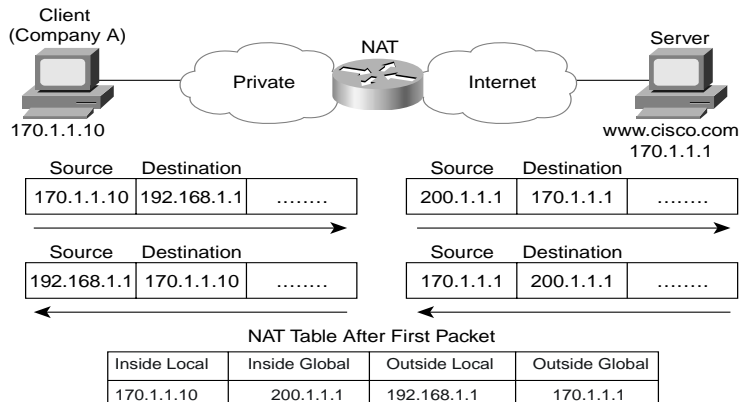 Client
(Company A)
NAT
Server
Private
Internet
170.1.1.10
www.cisco.com
170.1.1.1
Source Destination
170.1.1.10 192.168.1.1 ........
Source Destination
200.1.1.1 170.1.1.1 ........
Source Destination
192.168.1.1 170.1.1.10 ........
Source Destination
170.1.1.1 200.1.1.1 ........
NAT Table After First Packet
Inside Local Inside Global Outside Local Outside Global
170.1.1.10 200.1.1.1 192.168.1.1 170.1.1.1